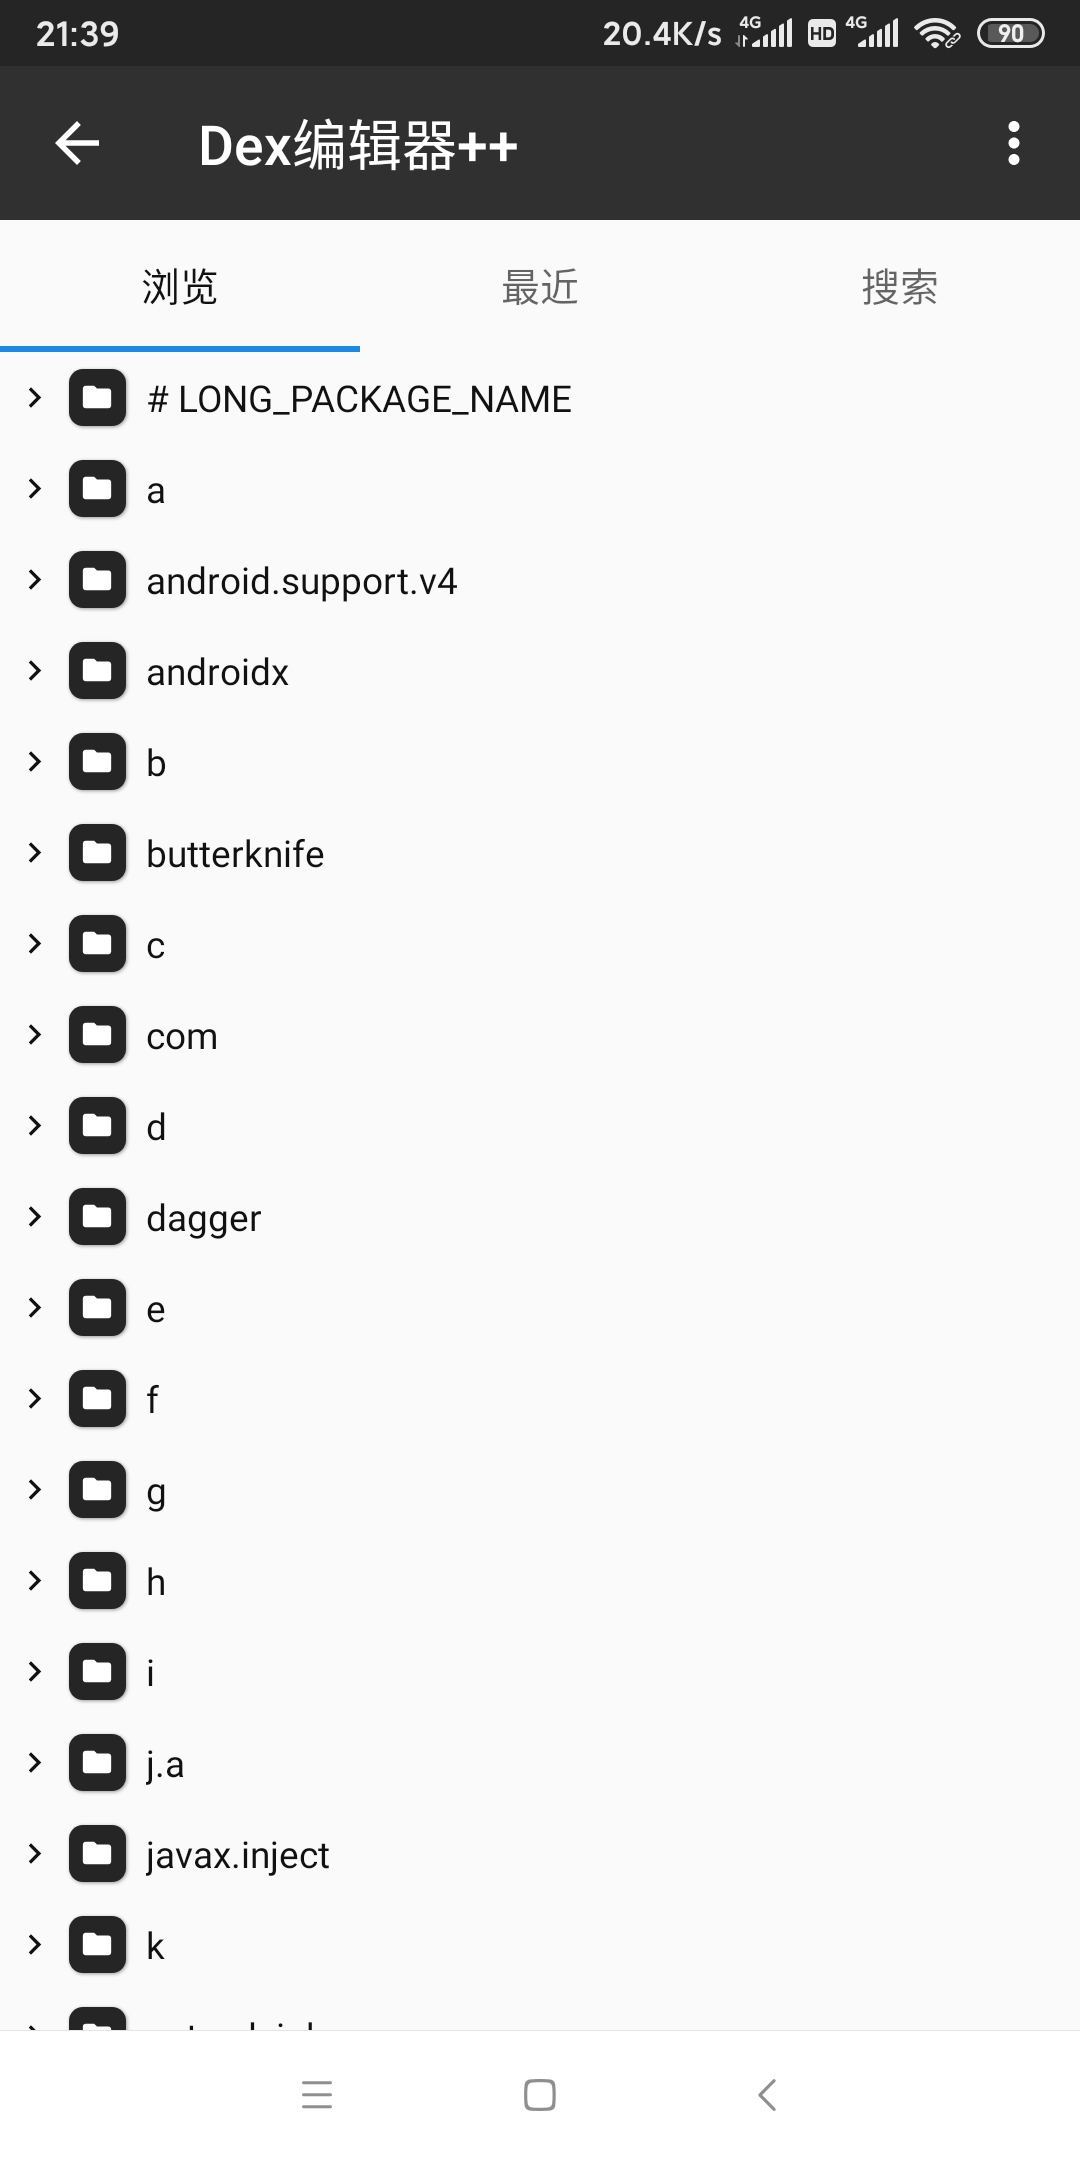 21:39 20.4K/s 4G HD 4G 90
Dex编辑器++
浏览 最近 搜索
# LONG_PACKAGE_NAME
a
android.support.v4
androidx
b
butterknife
c
com
d
dagger
e
f
g
h
i
j.a
javax.inject
k